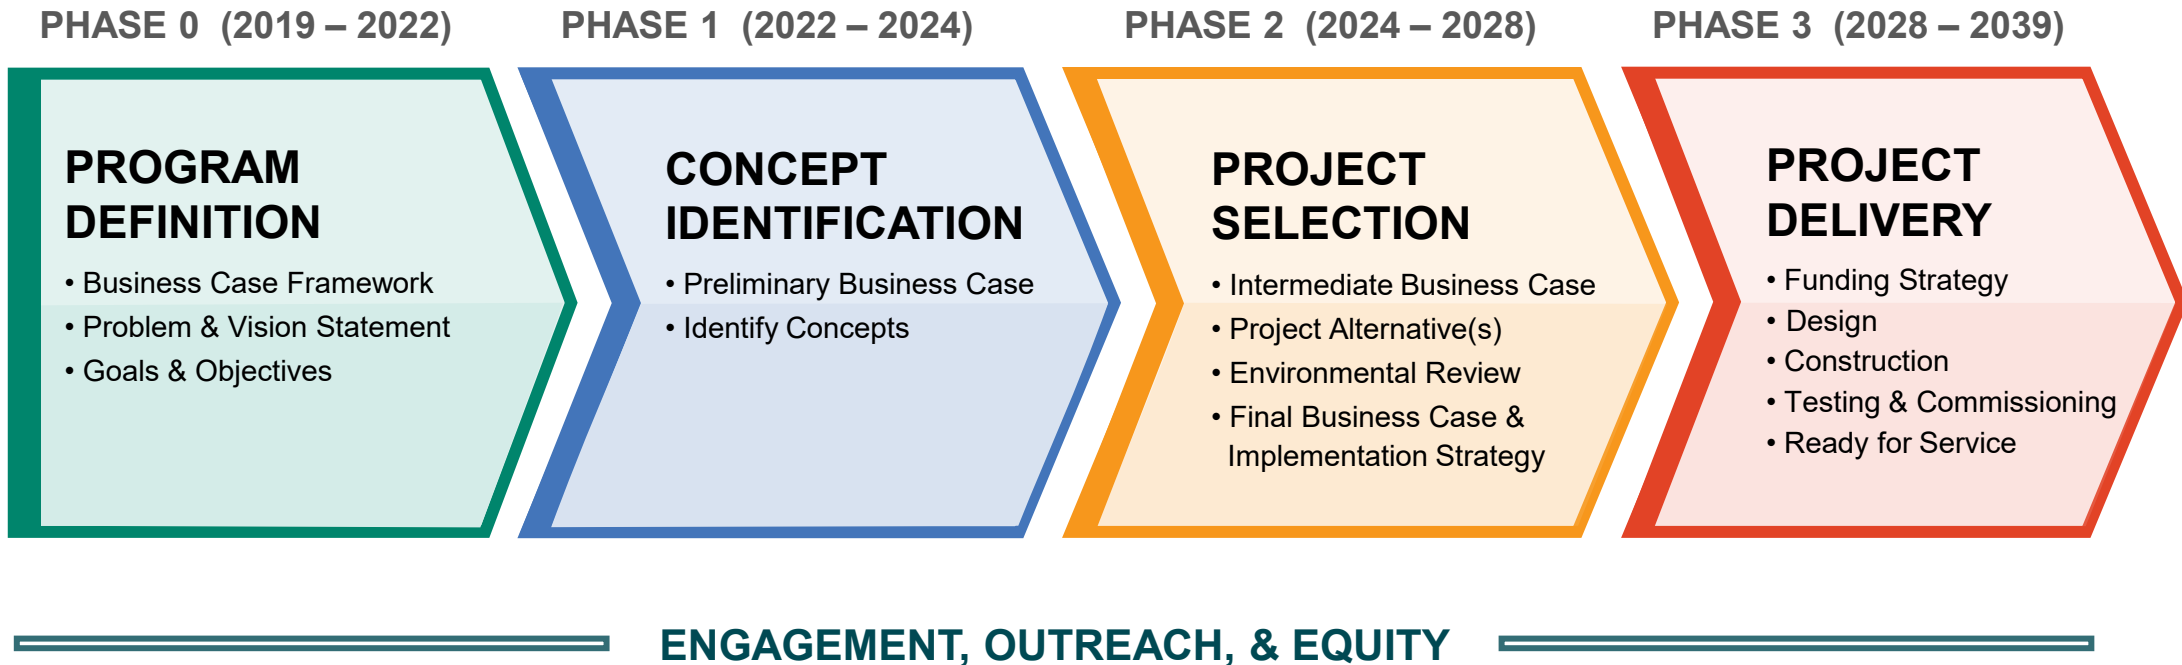 PHASE 0 (2019 – 2022)
PHASE 1 (2022 – 2024)
PHASE 2 (2024 – 2028)
PHASE 3 (2028 – 2039)
PROGRAM
DEFINITION
• Business Case Framework
• Problem & Vision Statement
• Goals & Objectives
CONCEPT
IDENTIFICATION
• Preliminary Business Case
• Identify Concepts
PROJECT
SELECTION
• Intermediate Business Case
• Project Alternative(s)
• Environmental Review
• Final Business Case &
Implementation Strategy
PROJECT
DELIVERY
• Funding Strategy
• Design
• Construction
• Testing & Commissioning
• Ready for Service
ENGAGEMENT, OUTREACH, & EQUITY